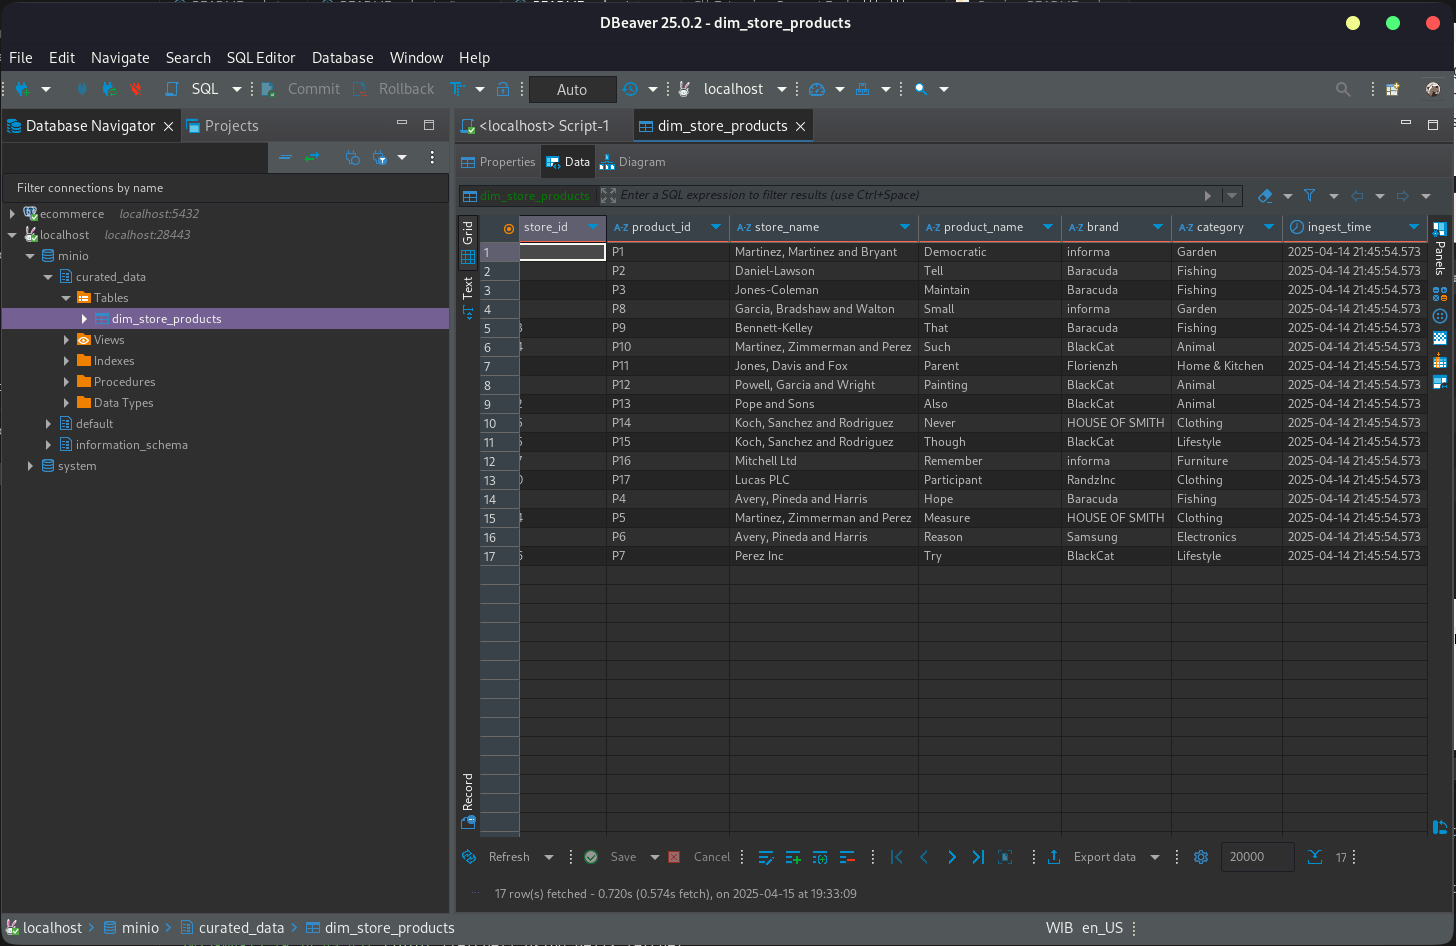 DBeaver 25.0.2 - dim_store_products
File Edit Navigate Search SQL Editor Database Window Help
SQL Commit Rollback Auto localhost
Database Navigator Projects
Filter connections by name
ecommerce localhost:5432
localhost localhost:28443
minio
curated_data
Tables
dim_store_products
Views
Indexes
Procedures
Data Types
default
information_schema
system
<localhost> Script-1 dim_store_products
Properties Data Diagram
dim_store_products Enter a SQL expression to filter results (use Ctrl+Space)
Grid
Text
Record
Panels
store_id A-Z product_id A-Z store_name A-Z product_name A-Z brand A-Z category ingest_time
1 P1 Martinez, Martinez and Bryant Democratic informa Garden 2025-04-14 21:45:54.573
2 P2 Daniel-Lawson Tell Baracuda Fishing 2025-04-14 21:45:54.573
3 P3 Jones-Coleman Maintain Baracuda Fishing 2025-04-14 21:45:54.573
4 P8 Garcia, Bradshaw and Walton Small informa Garden 2025-04-14 21:45:54.573
5 P9 Bennett-Kelley That Baracuda Fishing 2025-04-14 21:45:54.573
6 P10 Martinez, Zimmerman and Perez Such BlackCat Animal 2025-04-14 21:45:54.573
7 P11 Jones, Davis and Fox Parent Florienzh Home & Kitchen 2025-04-14 21:45:54.573
8 P12 Powell, Garcia and Wright Painting BlackCat Animal 2025-04-14 21:45:54.573
9 P13 Pope and Sons Also BlackCat Animal 2025-04-14 21:45:54.573
10 P14 Koch, Sanchez and Rodriguez Never HOUSE OF SMITH Clothing 2025-04-14 21:45:54.573
11 P15 Koch, Sanchez and Rodriguez Though BlackCat Lifestyle 2025-04-14 21:45:54.573
12 P16 Mitchell Ltd Remember informa Furniture 2025-04-14 21:45:54.573
13 P17 Lucas PLC Participant RandzInc Clothing 2025-04-14 21:45:54.573
14 P4 Avery, Pineda and Harris Hope Baracuda Fishing 2025-04-14 21:45:54.573
15 P5 Martinez, Zimmerman and Perez Measure HOUSE OF SMITH Clothing 2025-04-14 21:45:54.573
16 P6 Avery, Pineda and Harris Reason Samsung Electronics 2025-04-14 21:45:54.573
17 P7 Perez Inc Try BlackCat Lifestyle 2025-04-14 21:45:54.573
Refresh Save Cancel Export data 20000 17
17 row(s) fetched - 0.720s (0.574s fetch), on 2025-04-15 at 19:33:09
localhost minio curated_data dim_store_products WIB en_US